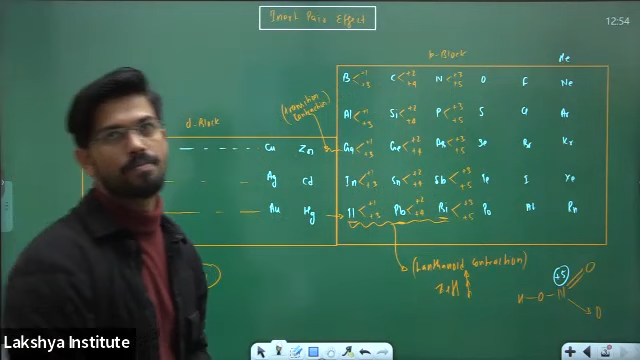 Inert Pair Effect
12:54
p-Block
He
d-Block
(Transition Contraction)
B +1 +3 C +2 +4 N +3 +5 O F Ne
Al +1 +3 Si +2 +4 P +3 +5 S Cl Ar
Cu Zn Ga +1 +3 Ge +2 +4 As +3 +5 Se Br Kr
Ag Cd In +1 +3 Sn +2 +4 Sb +3 +5 Te I Xe
Au Hg Tl +1 +3 Pb +2 +4 Bi +3 +5 Po At Rn
(Lanthanoid Contraction)
Zeff ↑
+5
H-O-N O
O
Lakshya Institute